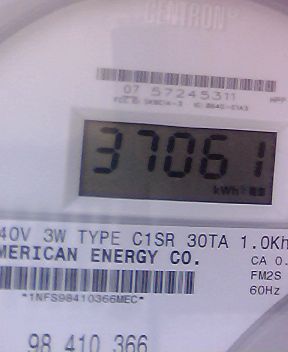 CENTRON®
07 57245311
37061
kWh
40V 3W TYPE C1SR 30TA 1.0Kh
MERICAN ENERGY CO.
CA 0.
FM2S
60Hz
*1NFS98410366MEC*
98 410 366